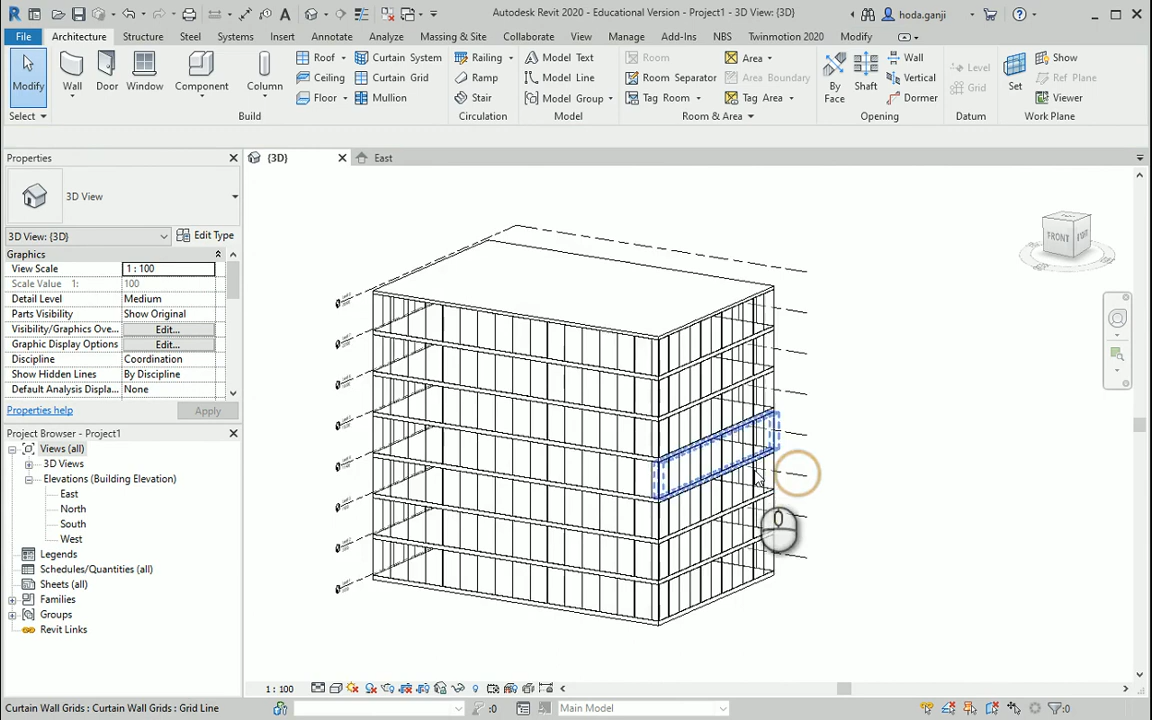 Autodesk Revit 2020 - Educational Version - Project1 - 3D View: {3D}
hoda.ganji
File Architecture Structure Steel Systems Insert Annotate Analyze Massing & Site Collaborate View Manage Add-Ins NBS Twinmotion 2020 Modify
Modify Wall Door Window Component Column
Roof Curtain System Railing Model Text Room Area Wall Level Show
Ceiling Curtain Grid Ramp Model Line Room Separator Area Boundary Vertical Grid Ref Plane
Floor Mullion Stair Model Group Tag Room Tag Area By Face Shaft Dormer Set Viewer
Select Build Circulation Model Room & Area Opening Datum Work Plane
Properties
{3D}
East
3D View
3D View: {3D}
Edit Type
Graphics
View Scale 1 : 100
Scale Value 1: 100
Detail Level Medium
Parts Visibility Show Original
Visibility/Graphics Ove... Edit...
Graphic Display Options Edit...
Discipline Coordination
Show Hidden Lines By Discipline
Default Analysis Displa... None
Properties help
Apply
Project Browser - Project1
Views (all)
3D Views
Elevations (Building Elevation)
East
North
South
West
Legends
Schedules/Quantities (all)
Sheets (all)
Families
Groups
Revit Links
FRONT
1 : 100
Curtain Wall Grids : Curtain Wall Grids : Grid Line
:0
Main Model
:0